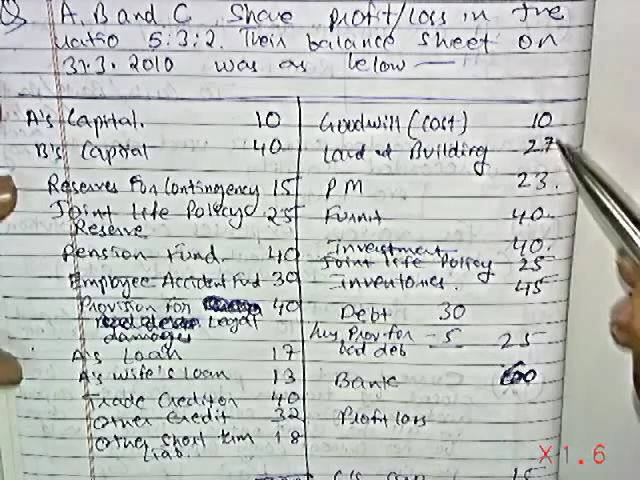 Q A, B and C Share Profit/loss in the
ratio 5:3:2. Their balance sheet on
31.3.2010 was as below —
A's Capital. 10 Goodwill (Cost) 10
B's Capital 40 Land & Building 27
Reserves For Contingency 15 PM 23.
Joint Life Policy Reserve 25 Furnit 40.
Pension Fund. 40 Investment 40.
Joint Life Policy 25
Employee Accident Fud 30 inventories. 45
Provision for Legal damages 40 Debt 30
Prov for bad deb 5 25
A's Loan 17
A's wife's Loan 13 Bank 60
Trade Creditor 40
Other Credit 32 Profit loss
Other Short term Liab. 18
X1.6
15